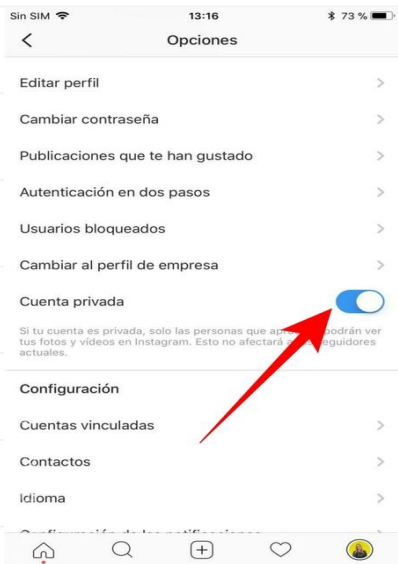 Sin SIM 13:16 73 %
Opciones
Editar perfil
Cambiar contraseña
Publicaciones que te han gustado
Autenticación en dos pasos
Usuarios bloqueados
Cambiar al perfil de empresa
Cuenta privada
Si tu cuenta es privada, solo las personas que podrán ver
tus fotos y vídeos en Instagram. Esto no afectará a
actuales.
Configuración
Cuentas vinculadas
Contactos
Idioma